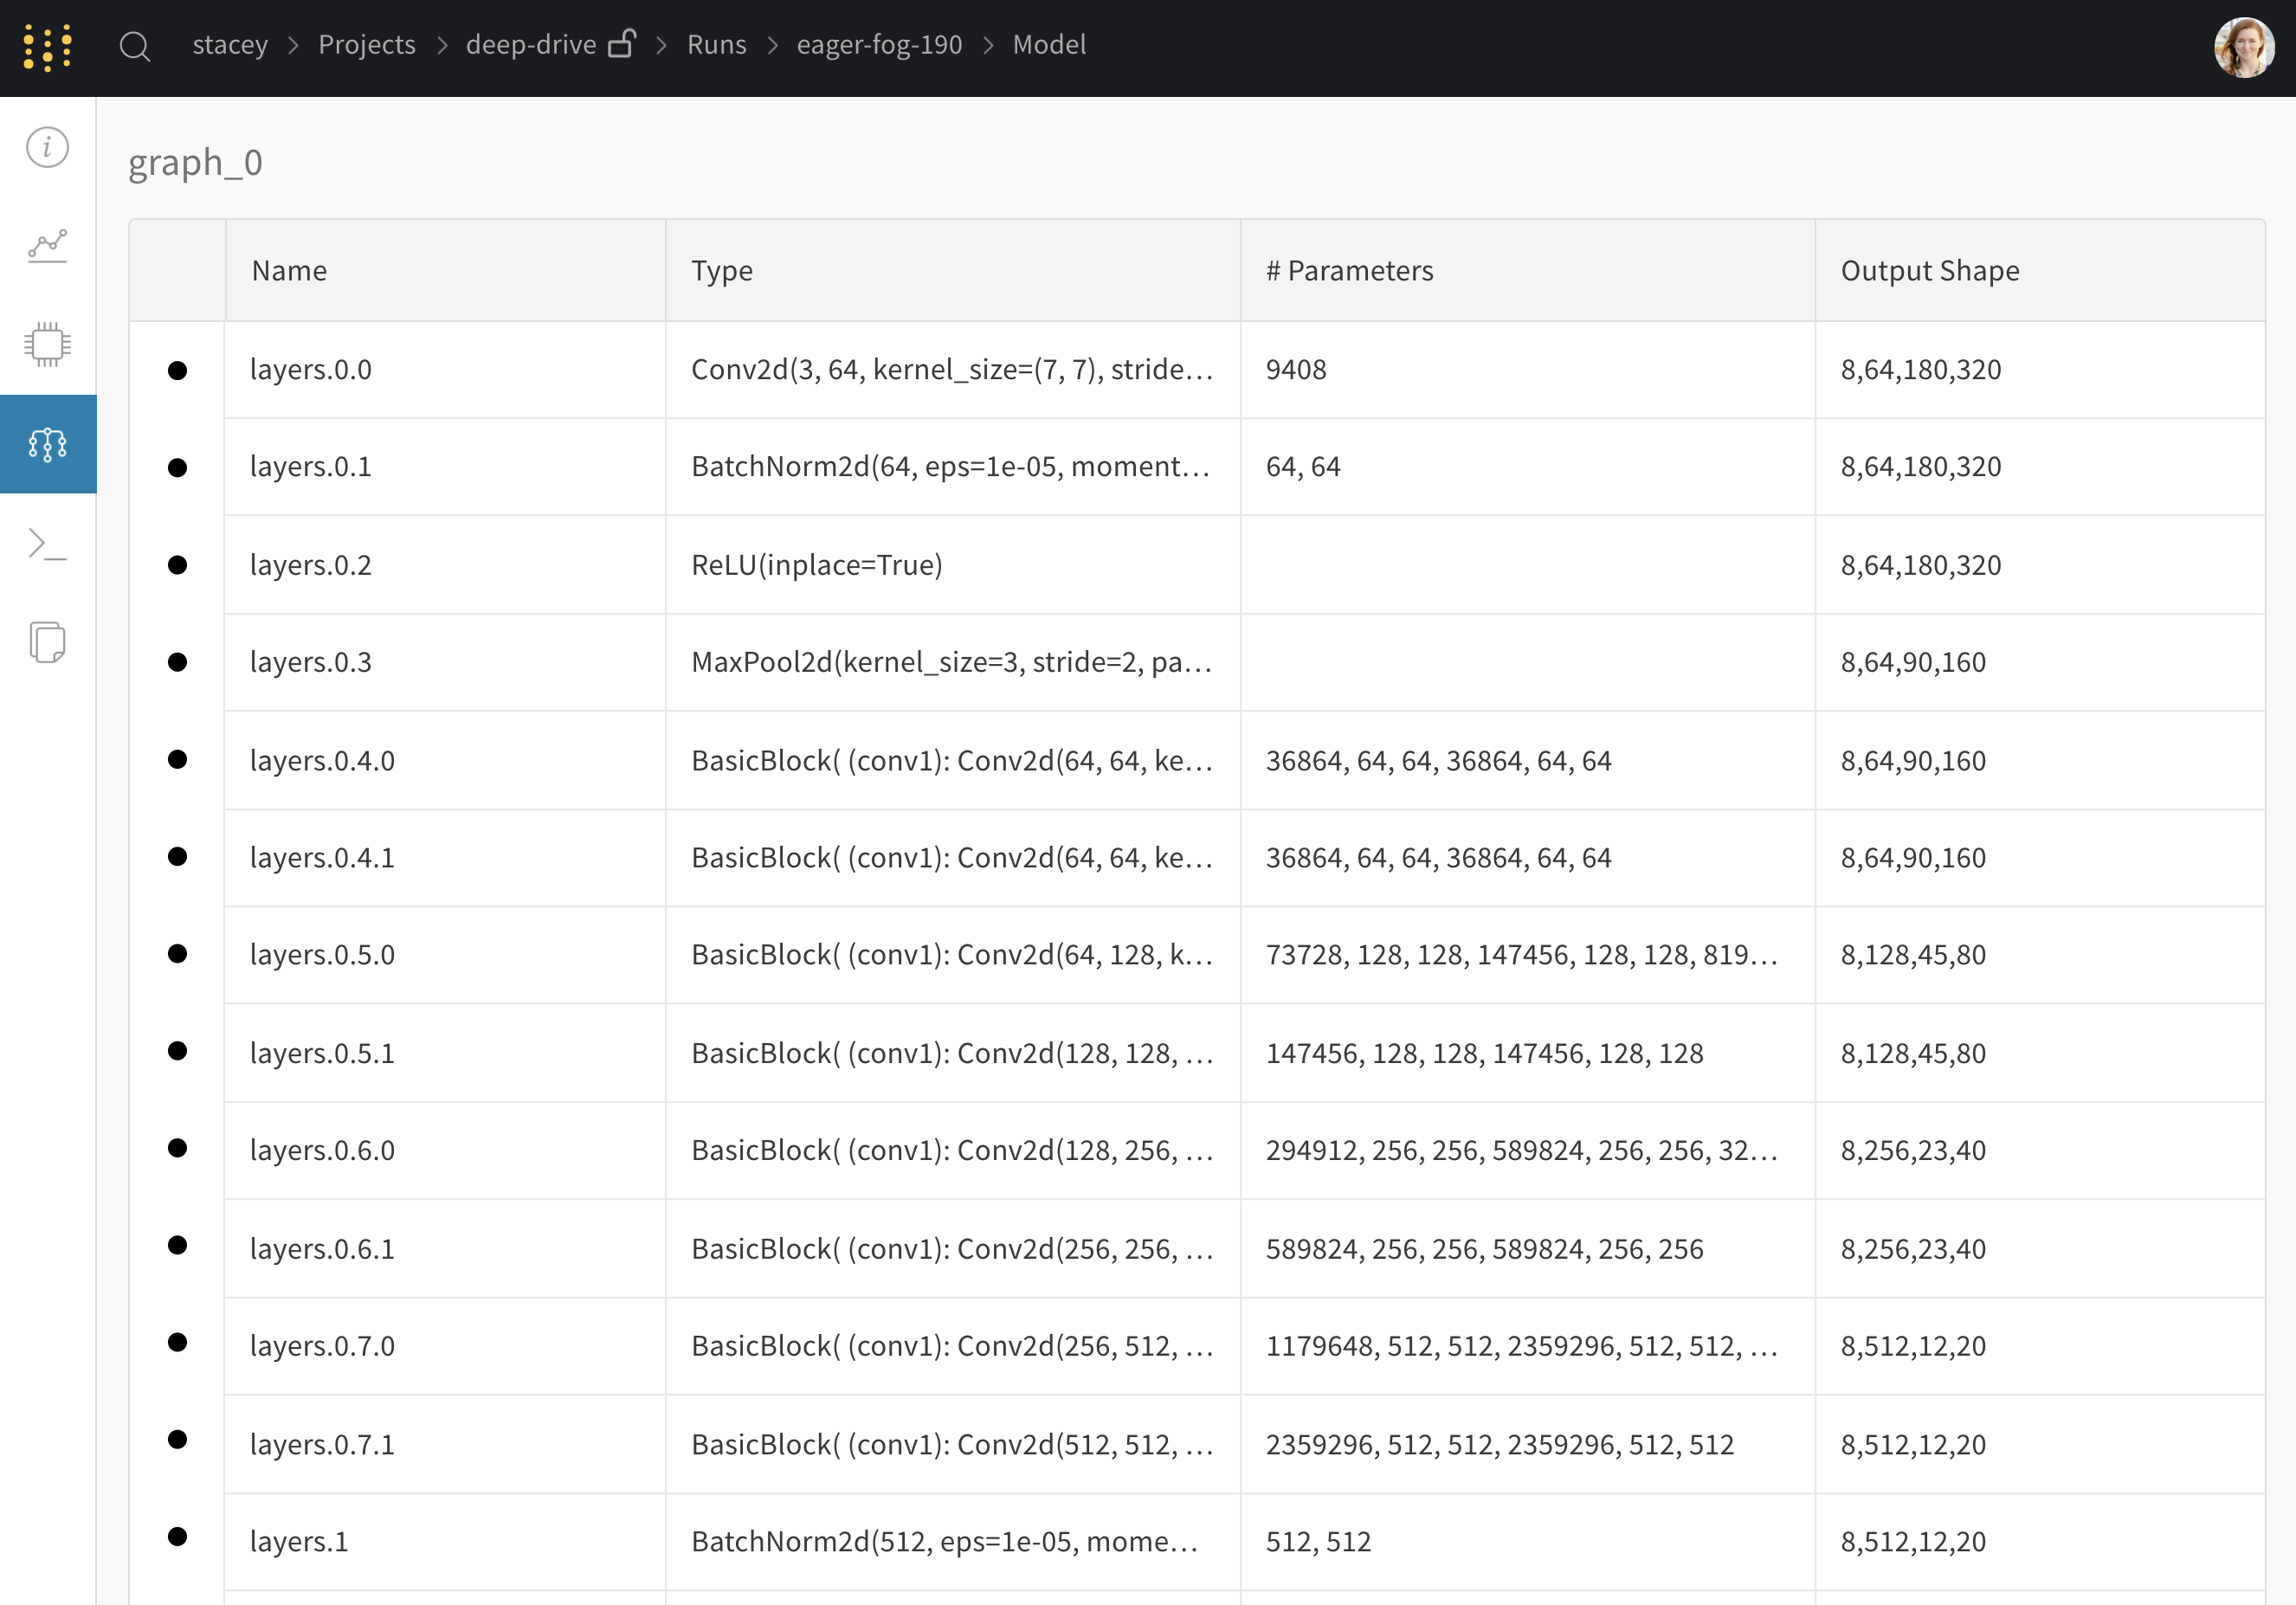 stacey > Projects > deep-drive > Runs > eager-fog-190 > Model
graph_0
Name Type # Parameters Output Shape
layers.0.0 Conv2d(3, 64, kernel_size=(7, 7), stride… 9408 8,64,180,320
layers.0.1 BatchNorm2d(64, eps=1e-05, moment… 64, 64 8,64,180,320
layers.0.2 ReLU(inplace=True) 8,64,180,320
layers.0.3 MaxPool2d(kernel_size=3, stride=2, pa… 8,64,90,160
layers.0.4.0 BasicBlock( (conv1): Conv2d(64, 64, ke… 36864, 64, 64, 36864, 64, 64 8,64,90,160
layers.0.4.1 BasicBlock( (conv1): Conv2d(64, 64, ke… 36864, 64, 64, 36864, 64, 64 8,64,90,160
layers.0.5.0 BasicBlock( (conv1): Conv2d(64, 128, k… 73728, 128, 128, 147456, 128, 128, 819… 8,128,45,80
layers.0.5.1 BasicBlock( (conv1): Conv2d(128, 128, … 147456, 128, 128, 147456, 128, 128 8,128,45,80
layers.0.6.0 BasicBlock( (conv1): Conv2d(128, 256, … 294912, 256, 256, 589824, 256, 256, 32… 8,256,23,40
layers.0.6.1 BasicBlock( (conv1): Conv2d(256, 256, … 589824, 256, 256, 589824, 256, 256 8,256,23,40
layers.0.7.0 BasicBlock( (conv1): Conv2d(256, 512, … 1179648, 512, 512, 2359296, 512, 512, … 8,512,12,20
layers.0.7.1 BasicBlock( (conv1): Conv2d(512, 512, … 2359296, 512, 512, 2359296, 512, 512 8,512,12,20
layers.1 BatchNorm2d(512, eps=1e-05, mome… 512, 512 8,512,12,20